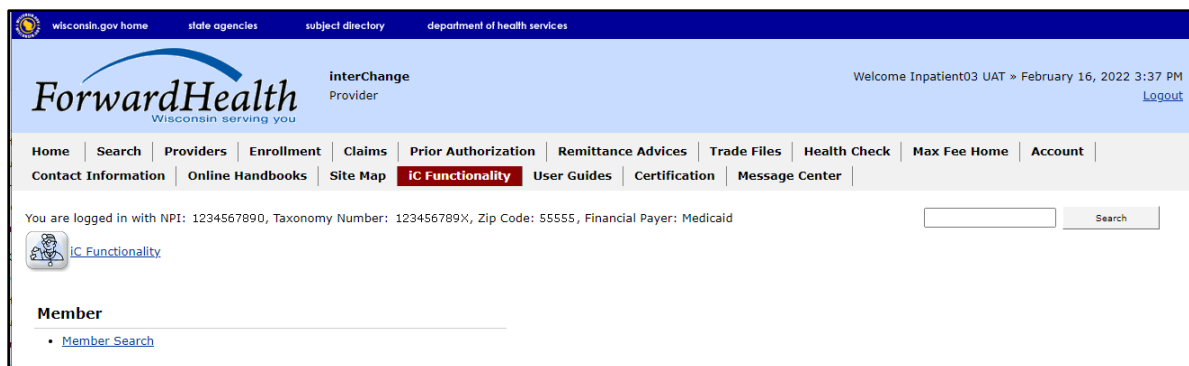 wisconsin.gov home state agencies subject directory department of health services
ForwardHealth
Wisconsin serving you
interChange
Provider
Welcome Inpatient03 UAT » February 16, 2022 3:37 PM
Logout
Home Search Providers Enrollment Claims Prior Authorization Remittance Advices Trade Files Health Check Max Fee Home Account
Contact Information Online Handbooks Site Map iC Functionality User Guides Certification Message Center
You are logged in with NPI: 1234567890, Taxonomy Number: 123456789X, Zip Code: 55555, Financial Payer: Medicaid
Search
iC Functionality
Member
• Member Search